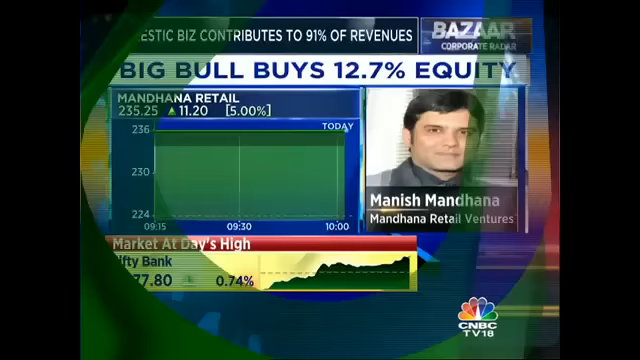 ESTIC BIZ CONTRIBUTES TO 91% OF REVENUES
BAZAAR
CORPORATE RADAR
BIG BULL BUYS 12.7% EQUITY
MANDHANA RETAIL
235.25 ▲ 11.20 [5.00%]
TODAY
236
230
224
09:15 09:30 10:00
Manish Mandhana
Mandhana Retail Ventures
Market At Day's High
ifty Bank
77.80 0.74%
CNBC
TV18